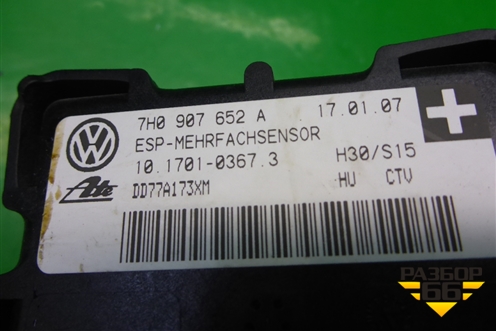 7H0 907 652 A 17.01.07
ESP-MEHRFACHSENSOR
10.1701-0367.3 H30/S15
Ate DD77A173XM HU CTV
РАЗБОР
66